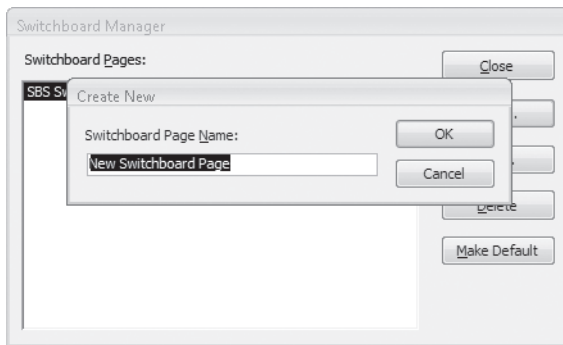 Switchboard Manager
Switchboard Pages:
Close
SBS
Create New
Switchboard Page Name:
OK
New Switchboard Page
Cancel
Delete
Make Default